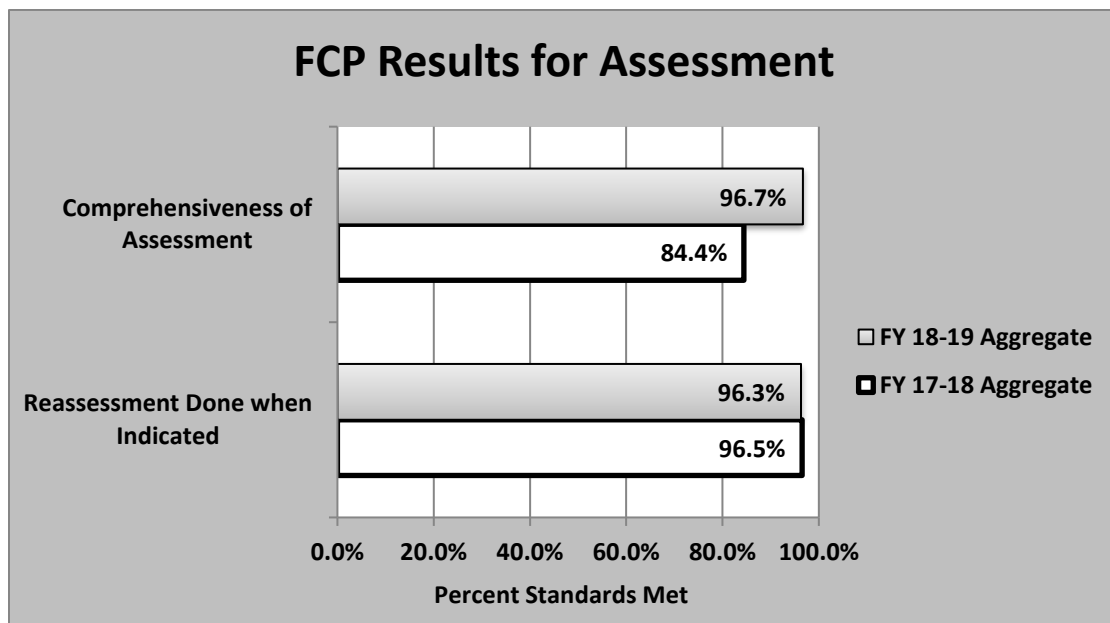 FCP Results for Assessment
Comprehensiveness of
Assessment
96.7%
84.4%
Reassessment Done when
Indicated
96.3%
96.5%
FY 18-19 Aggregate
FY 17-18 Aggregate
0.0% 20.0% 40.0% 60.0% 80.0% 100.0%
Percent Standards Met